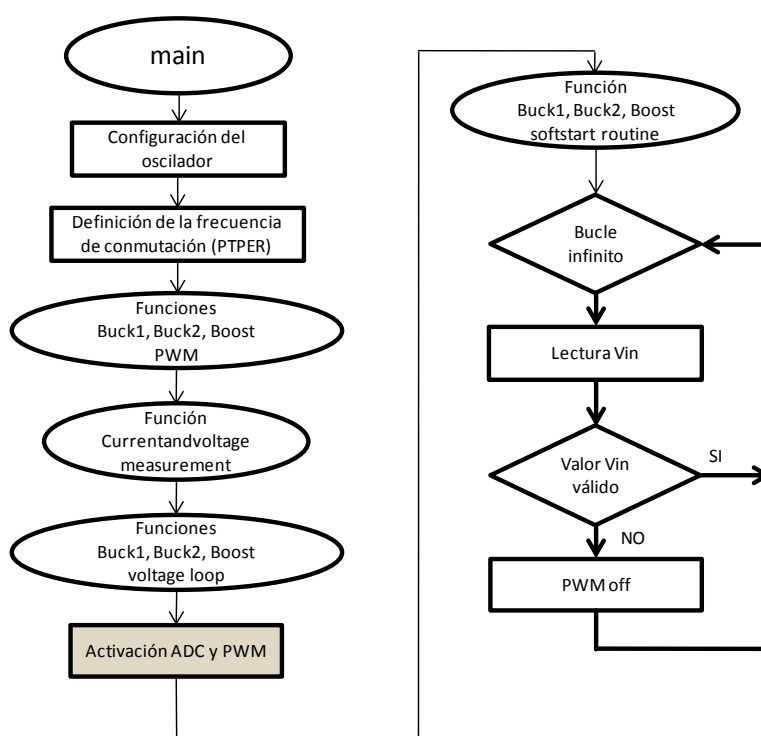 main
Configuración del
oscilador
Definición de la frecuencia
de conmutación (PTPER)
Funciones
Buck1, Buck2, Boost
PWM
Función
Currentandvoltage
measurement
Funciones
Buck1, Buck2, Boost
voltage loop
Activación ADC y PWM
Función
Buck1, Buck2, Boost
softstart routine
Bucle
infinito
Lectura Vin
Valor Vin
válido
SI
NO
PWM off